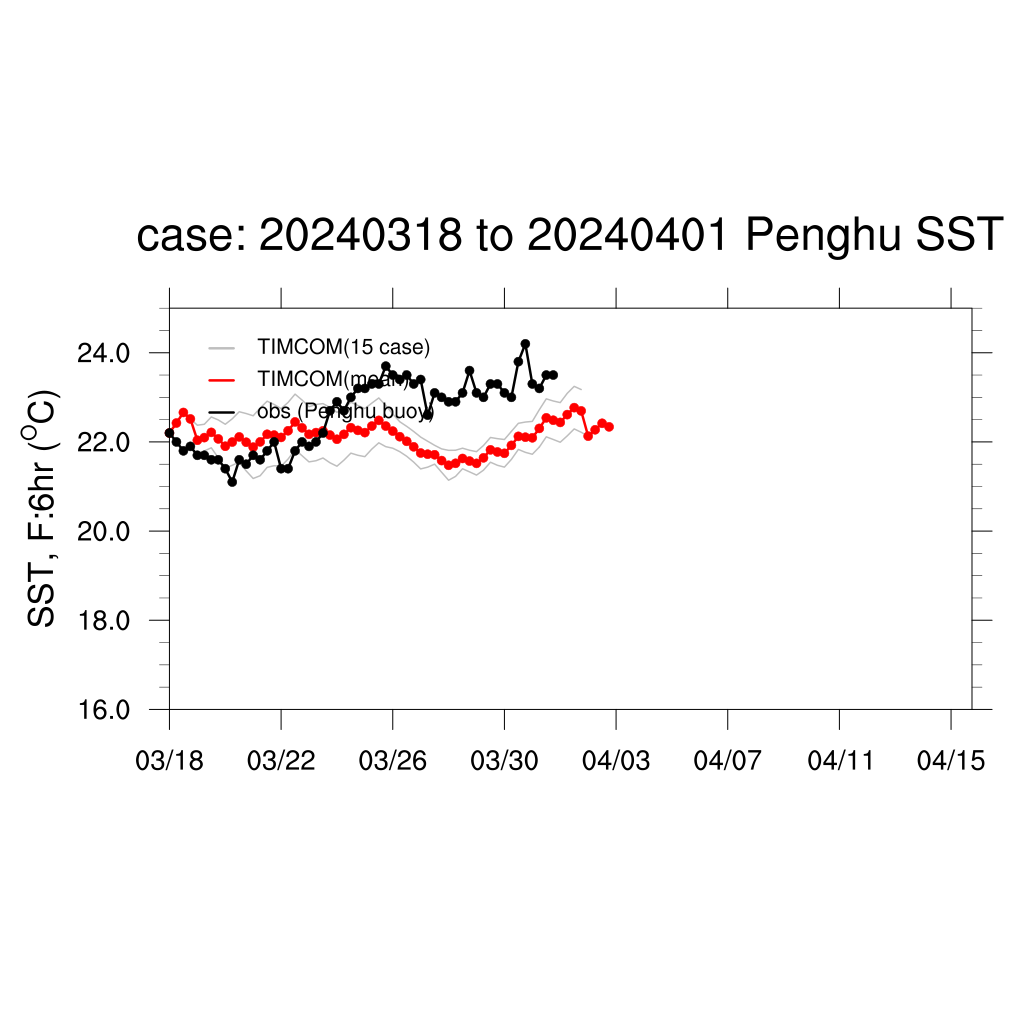 case: 20240318 to 20240401 Penghu SST
SST, F:6hr (°C)
24.0
22.0
20.0
18.0
16.0
TIMCOM(15 case)
TIMCOM(mean)
obs (Penghu buoy)
03/18 03/22 03/26 03/30 04/03 04/07 04/11 04/15